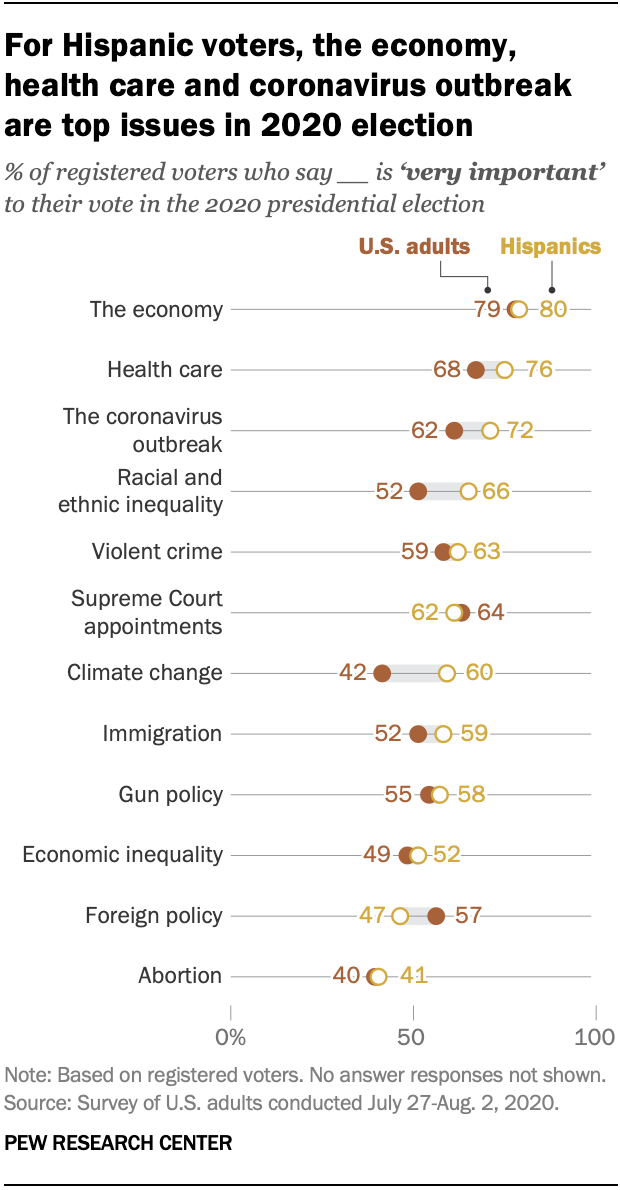 For Hispanic voters, the economy,
health care and coronavirus outbreak
are top issues in 2020 election
% of registered voters who say __ is ‘very important’
to their vote in the 2020 presidential election
U.S. adults Hispanics
The economy 79 80
Health care 68 76
The coronavirus
outbreak 62 72
Racial and
ethnic inequality 52 66
Violent crime 59 63
Supreme Court
appointments 62 64
Climate change 42 60
Immigration 52 59
Gun policy 55 58
Economic inequality 49 52
Foreign policy 47 57
Abortion 40 41
0% 50 100
Note: Based on registered voters. No answer responses not shown.
Source: Survey of U.S. adults conducted July 27-Aug. 2, 2020.
PEW RESEARCH CENTER